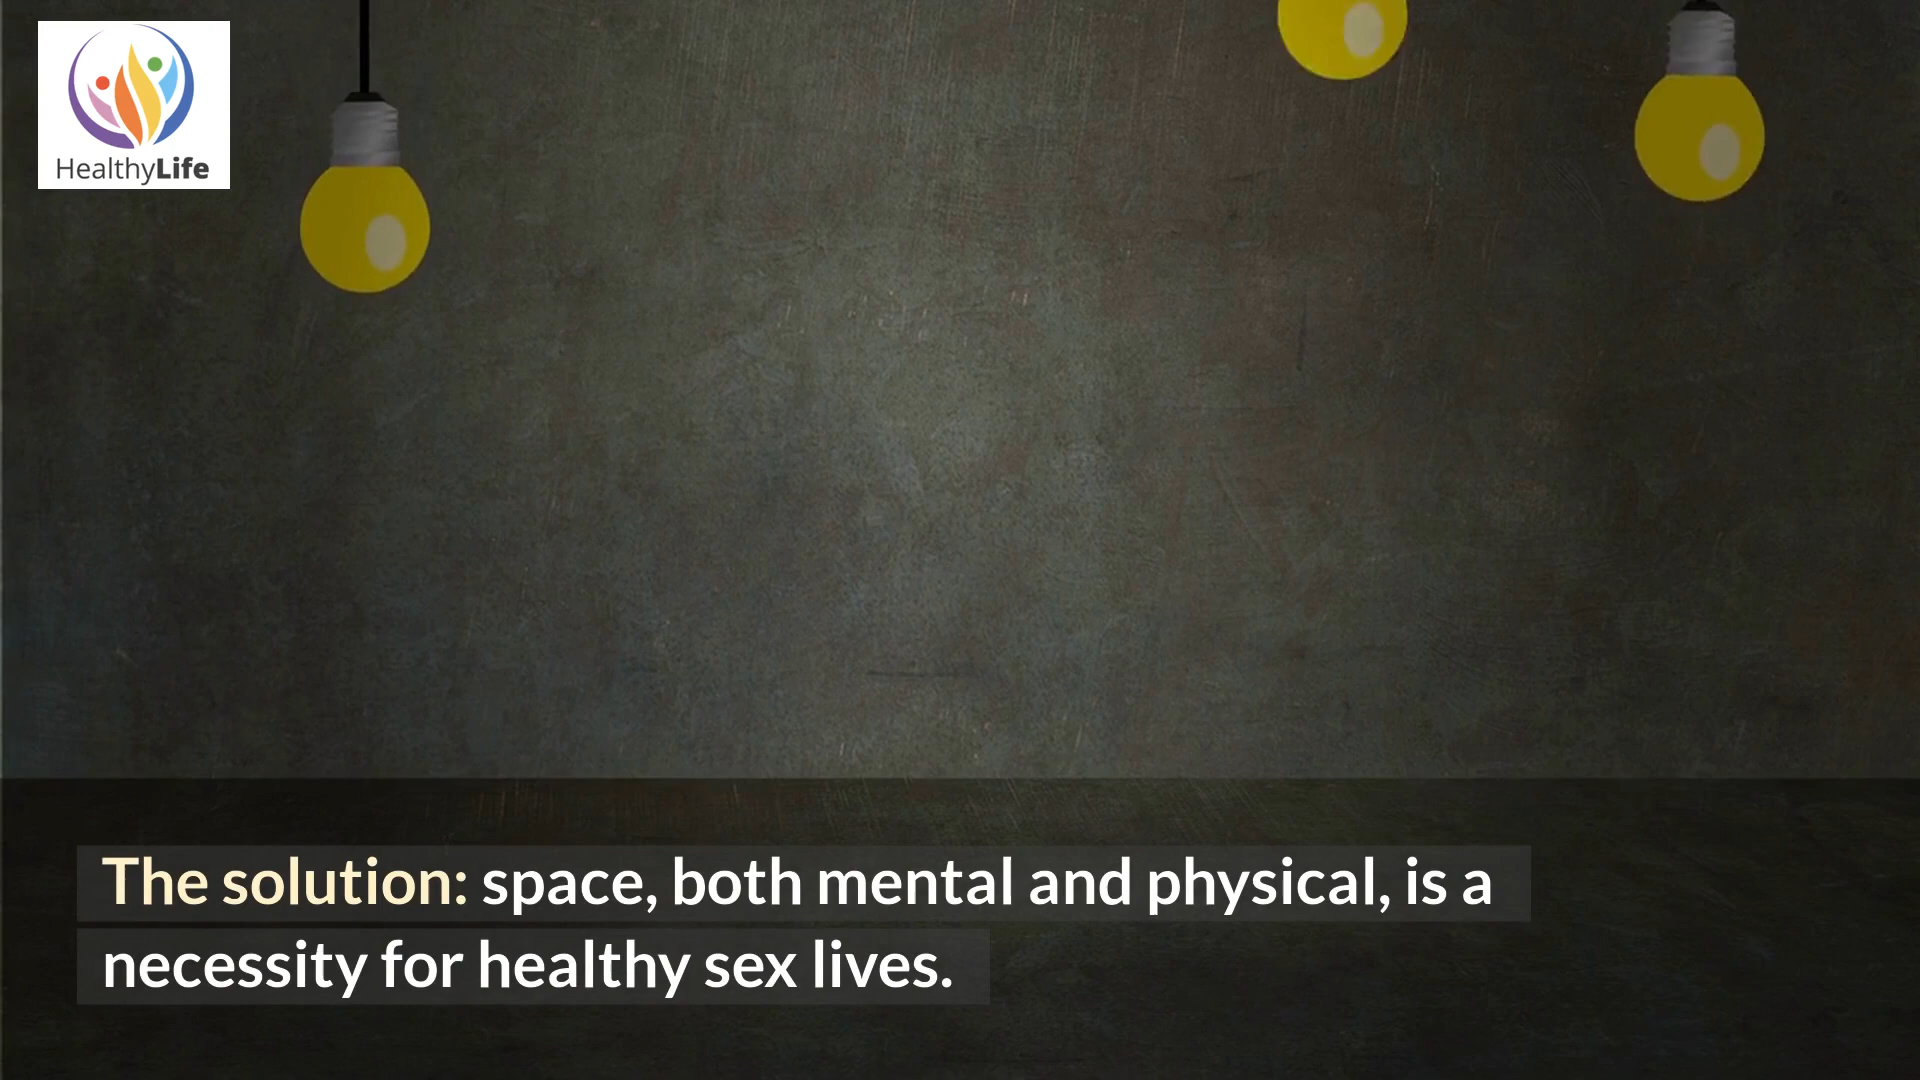 HealthyLife
The solution: space, both mental and physical, is a
necessity for healthy sex lives.